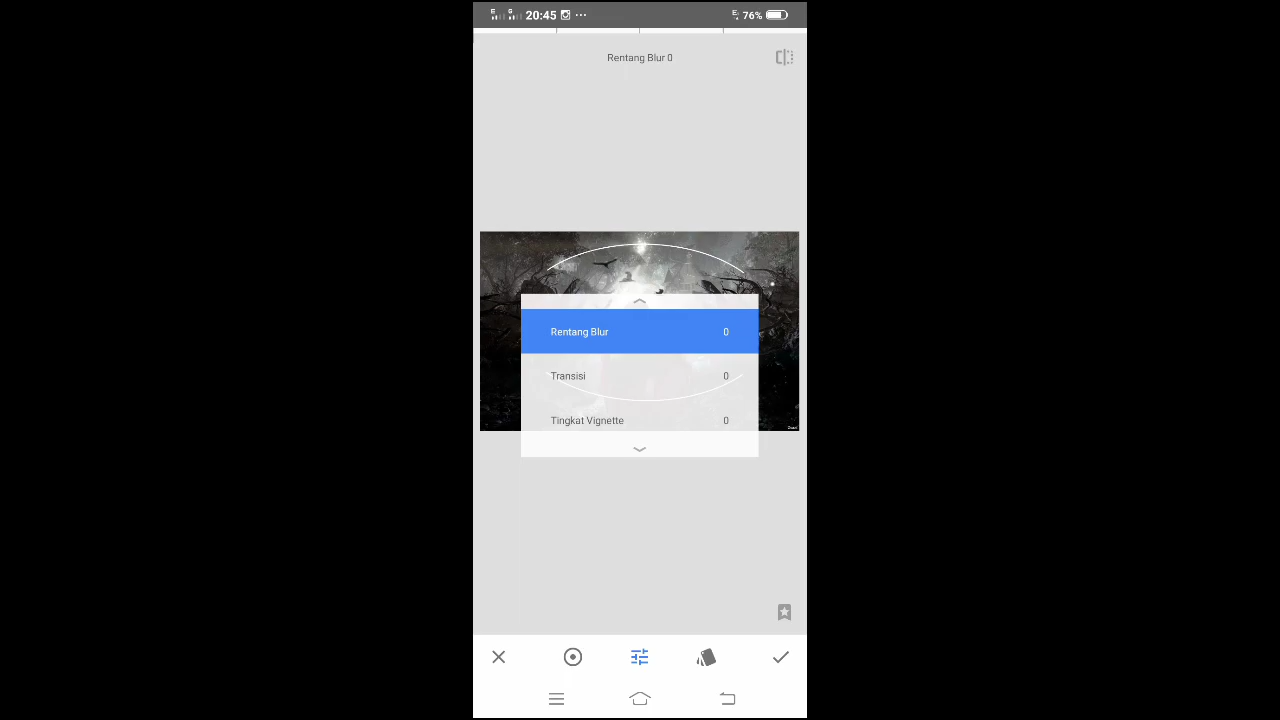 E G 20:45 ... 76%
Rentang Blur 0
Rentang Blur 0
Transisi 0
Tingkat Vignette 0